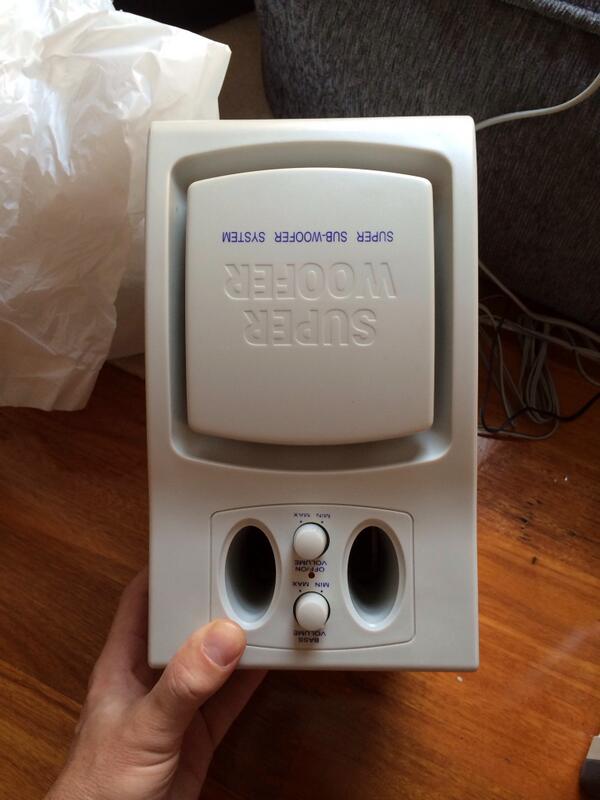 BASS
VOLUME
MIN MAX
OFF/ON
VOLUME
MIN MAX
SUPER
WOOFER
SUPER SUB-WOOFER SYSTEM